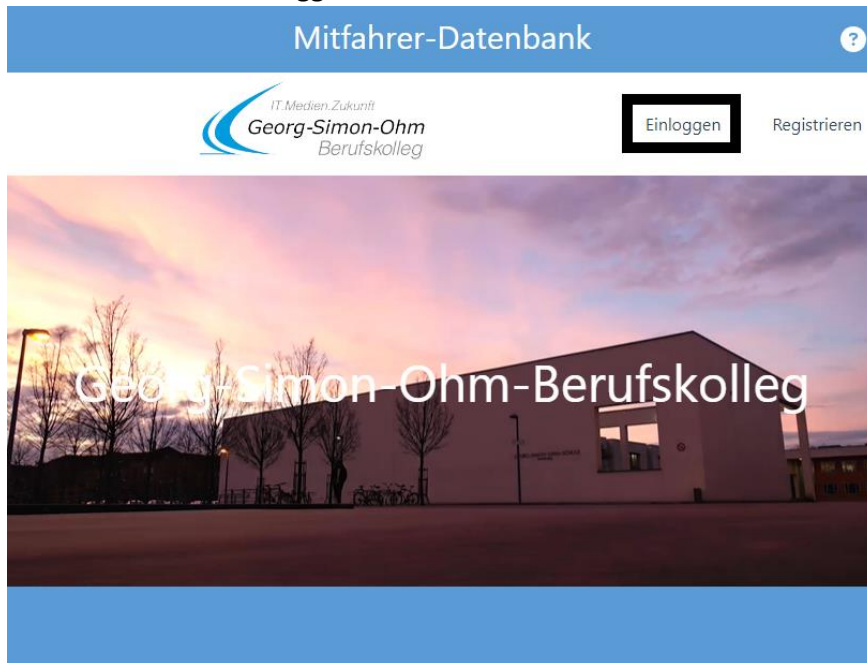 Mitfahrer-Datenbank
?
IT.Medien.Zukunft
Georg-Simon-Ohm
Berufskolleg
Einloggen
Registrieren
Georg-Simon-Ohm-Berufskolleg